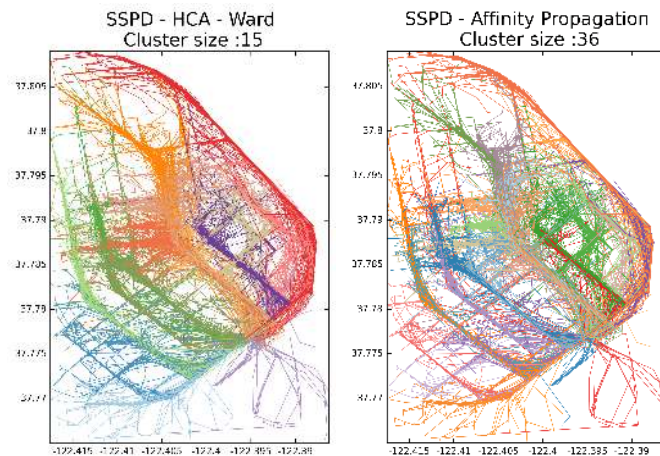 SSPD - HCA - Ward
Cluster size :15
SSPD - Affinity Propagation
Cluster size :36
37.805
37.8
37.795
37.79
37.785
37.78
37.775
37.77
-122.415 -122.41 -122.405 -122.4 -122.395 -122.39
37.805
37.8
37.795
37.79
37.785
37.78
37.775
37.77
-122.415 -122.41 -122.405 -122.4 -122.395 -122.39